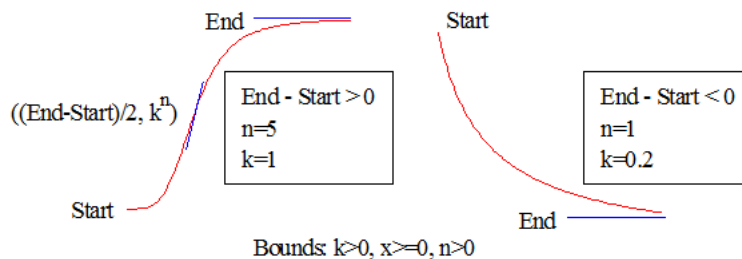 End
Start
((End-Start)/2, k^n)
End - Start > 0
n=5
k=1
End - Start < 0
n=1
k=0.2
Start
End
Bounds: k>0, x>=0, n>0